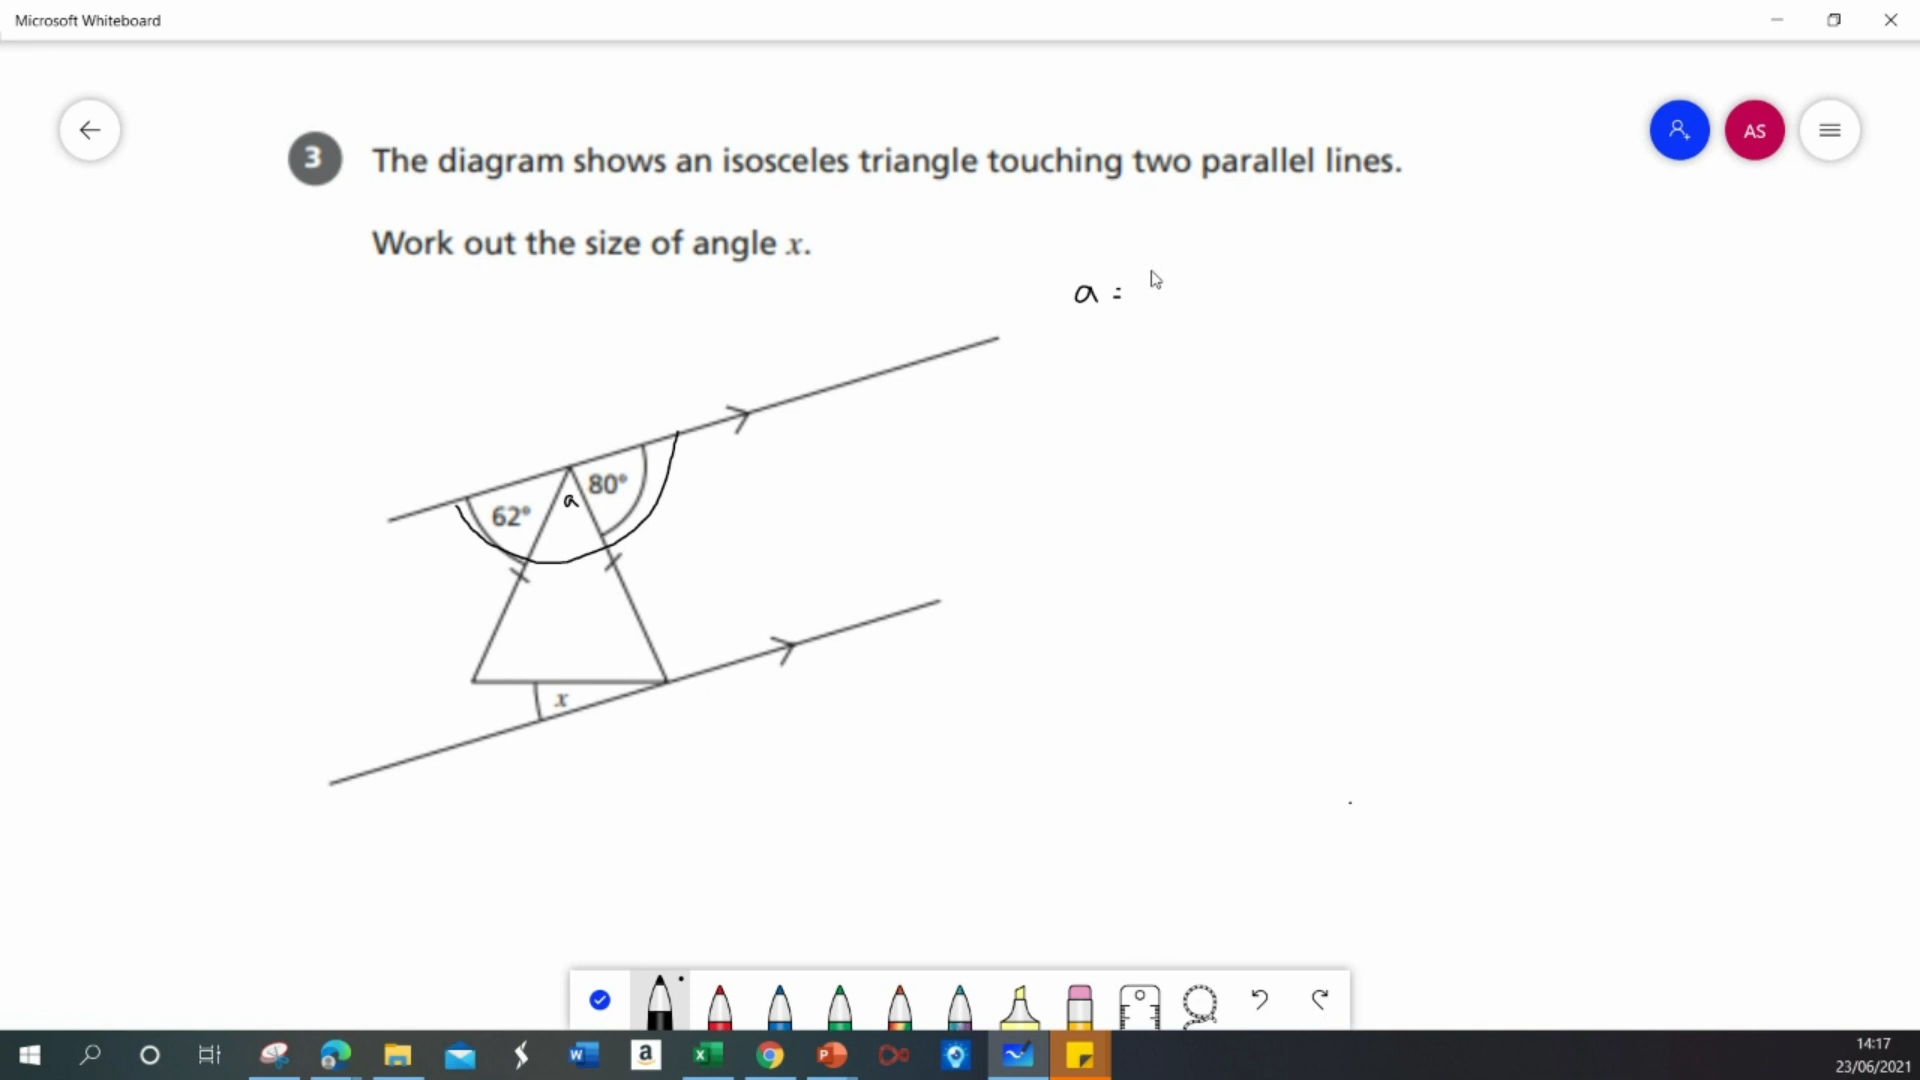 Microsoft Whiteboard
AS
3 The diagram shows an isosceles triangle touching two parallel lines.
Work out the size of angle x.
a =
80°
a
62°
x
14:17
23/06/2021